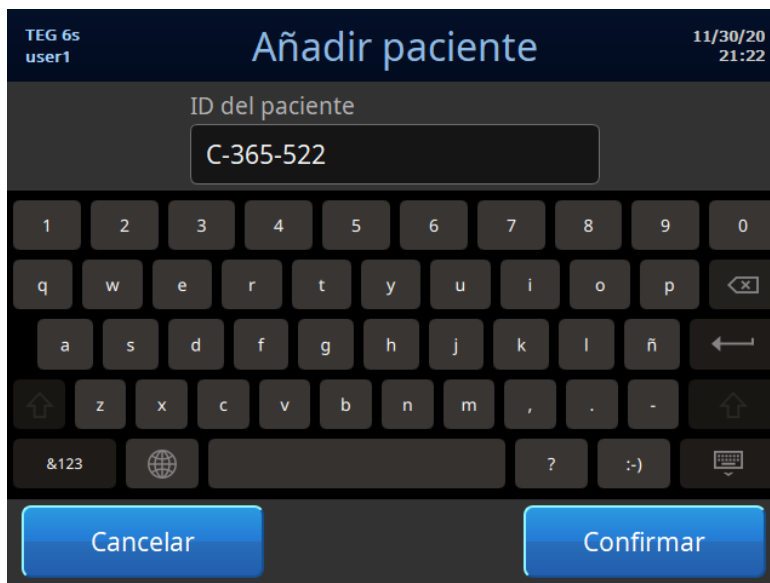 TEG 6s
user1
Añadir paciente
11/30/20
21:22
ID del paciente
C-365-522
1 2 3 4 5 6 7 8 9 0
q w e r t y u i o p
a s d f g h j k l ñ
z x c v b n m , . -
&123 ? :-)
Cancelar Confirmar